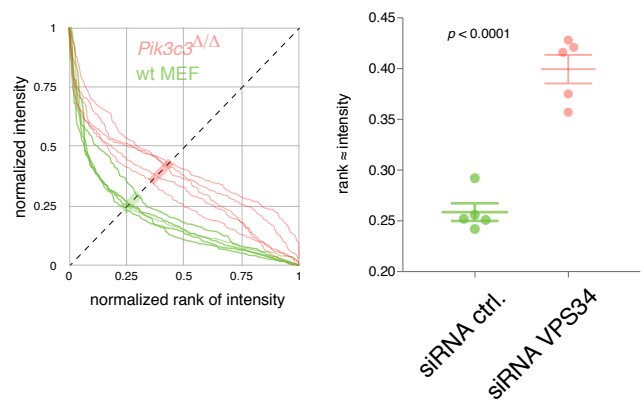 Pik3c3Δ/Δ
wt MEF
normalized intensity
1
0.75
0.5
0.25
0
0
0.25
0.5
0.75
1
normalized rank of intensity
p < 0.0001
rank ≈ intensity
0.45
0.40
0.30
0.25
0.20
siRNA ctrl.
siRNA VPS34